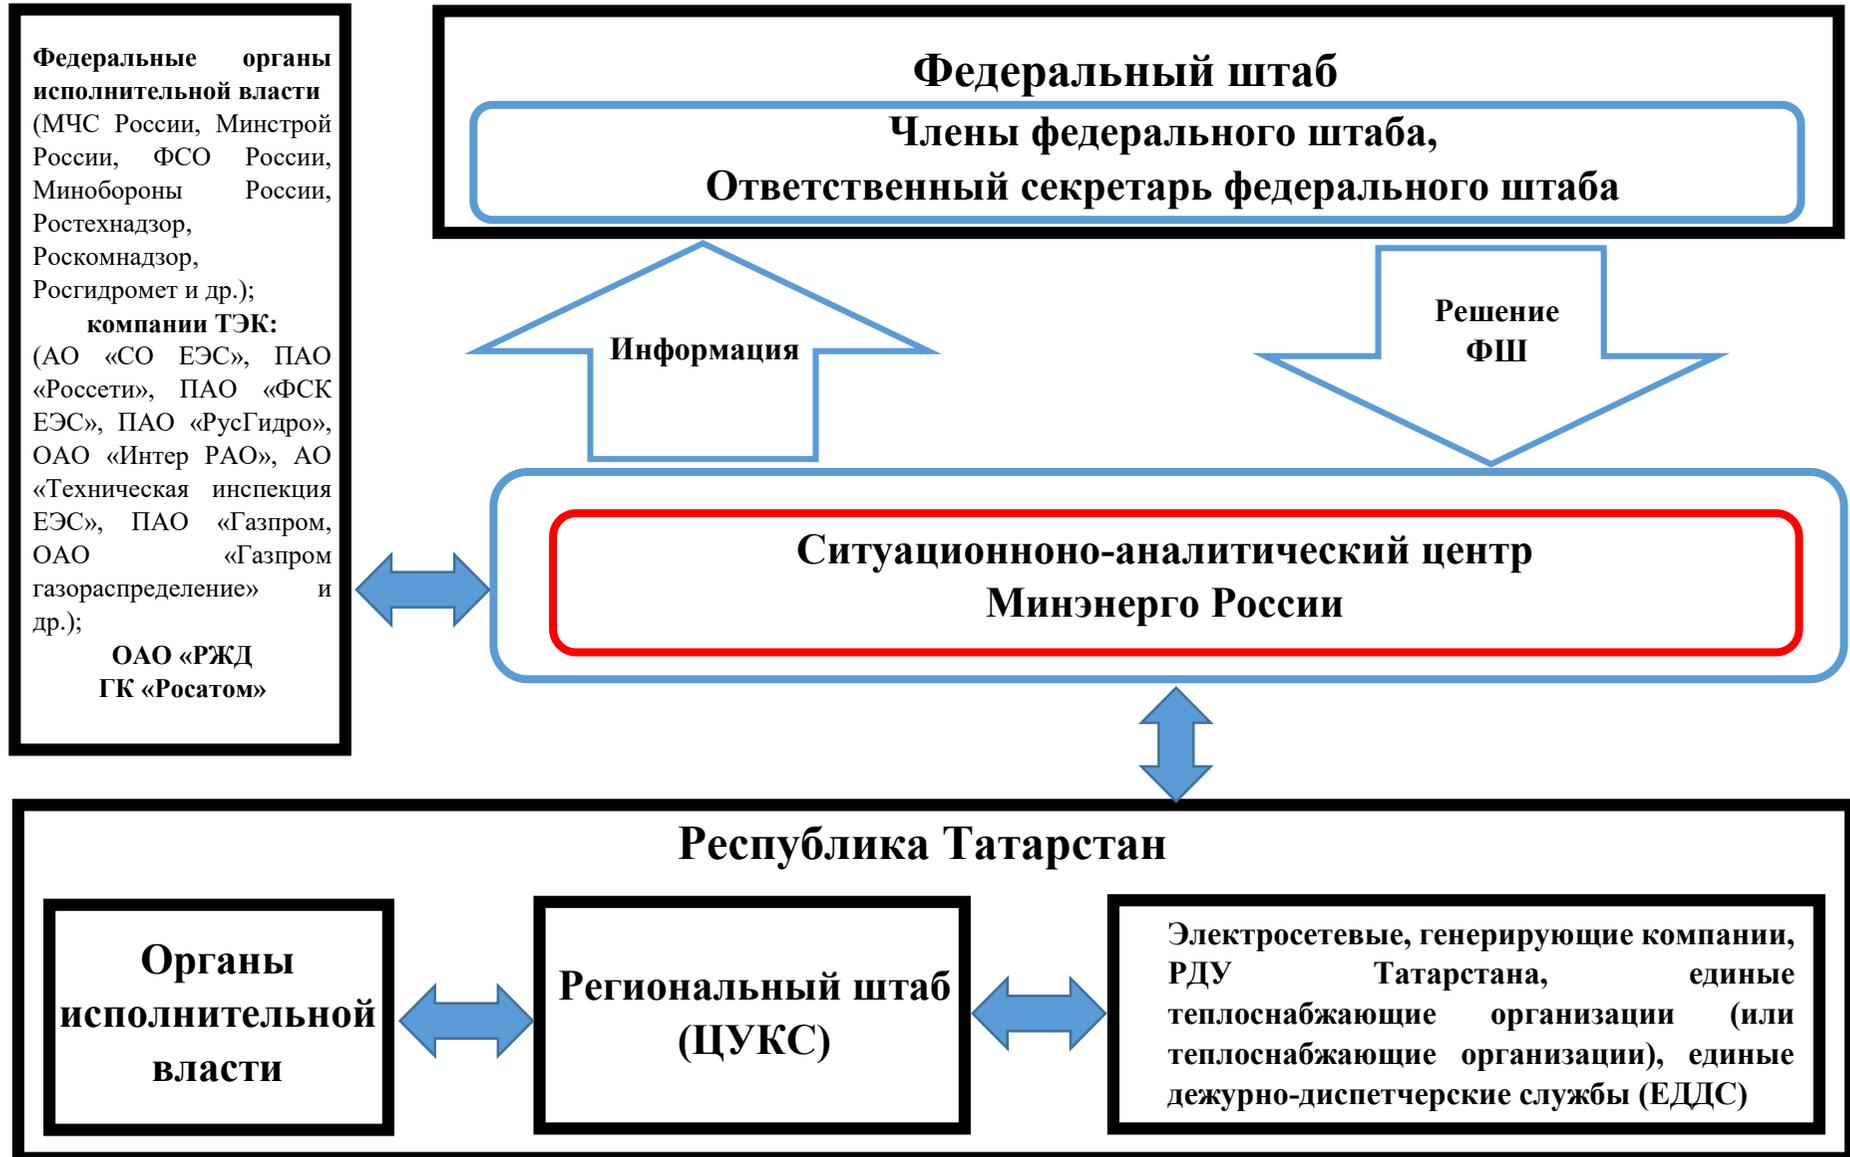 Федеральные органы
исполнительной власти
(МЧС России, Минстрой
России, ФСО России,
Минобороны России,
Ростехнадзор,
Роскомнадзор,
Росгидромет и др.);
компании ТЭК:
(АО «СО ЕЭС», ПАО
«Россети», ПАО «ФСК
ЕЭС», ПАО «РусГидро»,
ОАО «Интер РАО», АО
«Техническая инспекция
ЕЭС», ПАО «Газпром,
ОАО «Газпром
газораспределение» и
др.);
ОАО «РЖД
ГК «Росатом»
Федеральный штаб
Члены федерального штаба,
Ответственный секретарь федерального штаба
Информация
Решение
ФШ
Ситуационноно-аналитический центр
Минэнерго России
Республика Татарстан
Органы
исполнительной
власти
Региональный штаб
(ЦУКС)
Электросетевые, генерирующие компании,
РДУ Татарстана, единые
теплоснабжающие организации (или
теплоснабжающие организации), единые
дежурно-диспетчерские службы (ЕДДС)